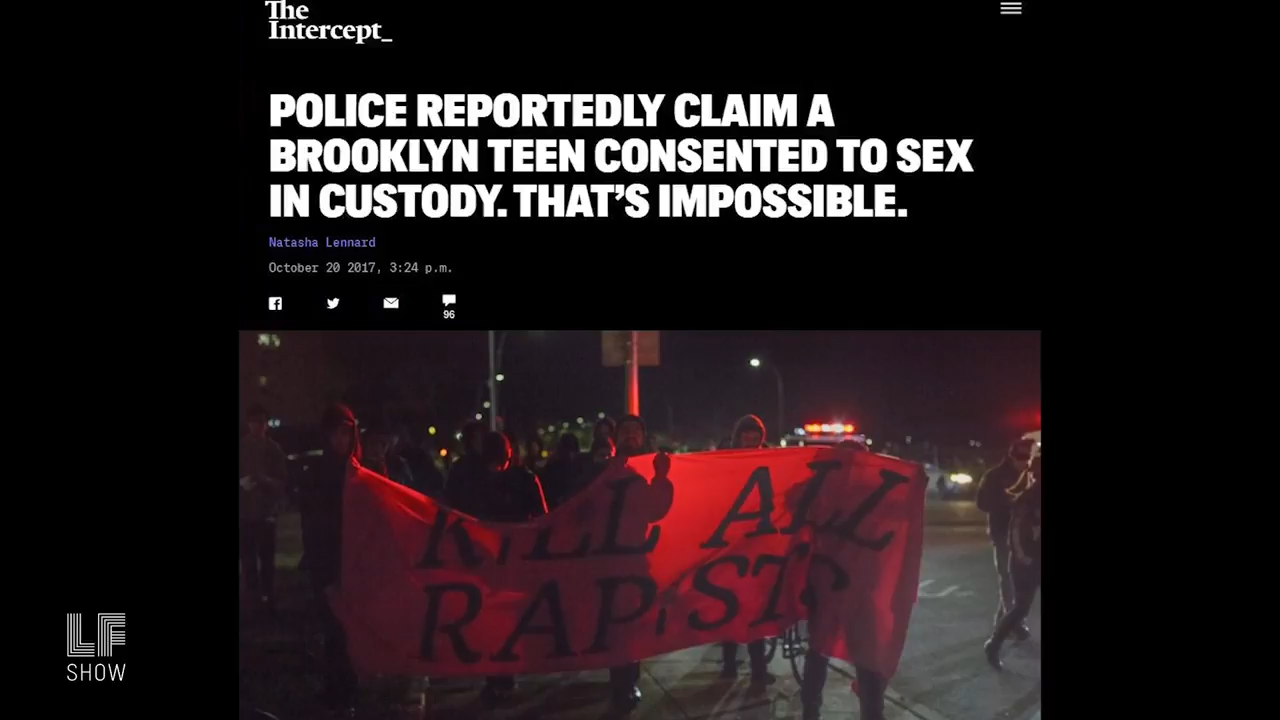 The
Intercept_
POLICE REPORTEDLY CLAIM A
BROOKLYN TEEN CONSENTED TO SEX
IN CUSTODY. THAT'S IMPOSSIBLE.
Natasha Lennard
October 20 2017, 3:24 p.m.
96
KILL ALL
RAPISTS
LF
SHOW